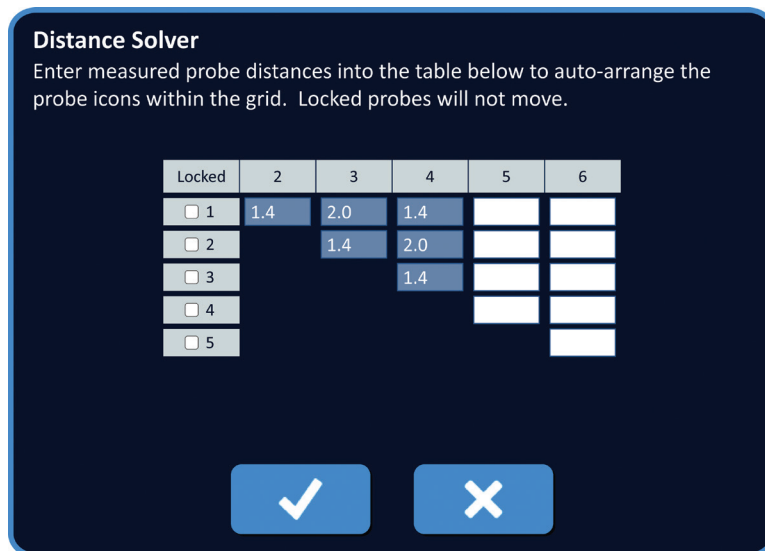 Distance Solver
Enter measured probe distances into the table below to auto-arrange the
probe icons within the grid. Locked probes will not move.
Locked 2 3 4 5 6
1 1.4 2.0 1.4
2 1.4 2.0
3 1.4
4
5